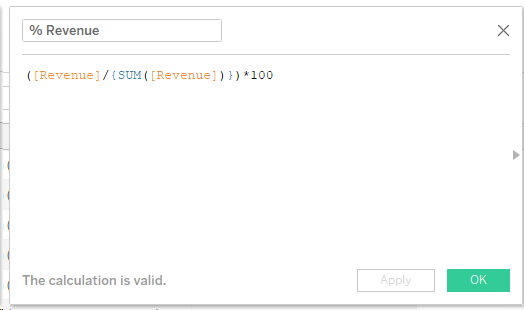 % Revenue
([Revenue]/{SUM([Revenue])})*100
The calculation is valid.
Apply
OK